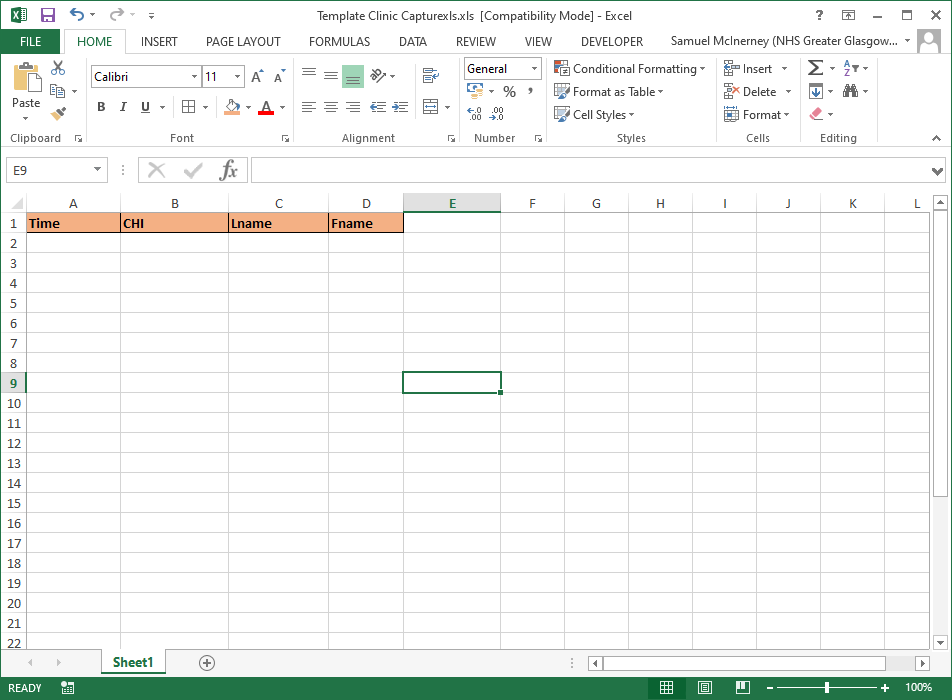 Template Clinic Capturexls.xls [Compatibility Mode] - Excel ?
FILE HOME INSERT PAGE LAYOUT FORMULAS DATA REVIEW VIEW DEVELOPER Samuel McInerney (NHS Greater Glasgow...
Paste
Calibri 11 A A
B I U A
General
% ,
.00 .00
Conditional Formatting
Format as Table
Cell Styles
Insert
Delete
Format
Σ A Z
Clipboard Font Alignment Number Styles Cells Editing
E9 fx
A B C D E F G H I J K L
1 Time CHI Lname Fname
2
3
4
5
6
7
8
9
10
11
12
13
14
15
16
17
18
19
20
21
22
Sheet1
READY 100%